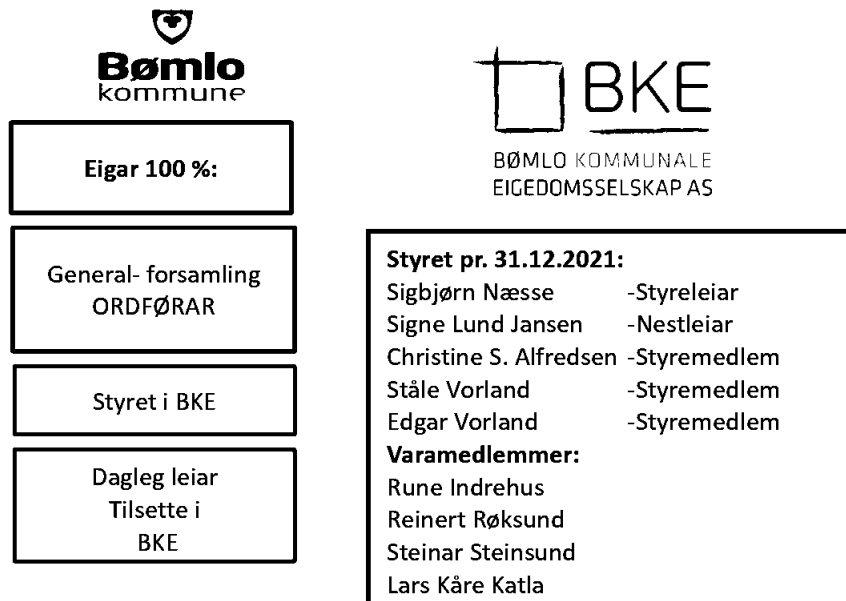 Bømlo
kommune
Eigar 100 %:
General- forsamling
ORDFØRAR
Styret i BKE
Dagleg leiar
Tilsette i
BKE
BKE
BØMLO KOMMUNALE
EIGEDOMSSELSKAP AS
Styret pr. 31.12.2021:
Sigbjørn Næsse -Styreleiar
Signe Lund Jansen -Nestleiar
Christine S. Alfredsen -Styremedlem
Ståle Vorland -Styremedlem
Edgar Vorland -Styremedlem
Varamedlemmer:
Rune Indrehus
Reinert Røksund
Steinar Steinsund
Lars Kåre Katla